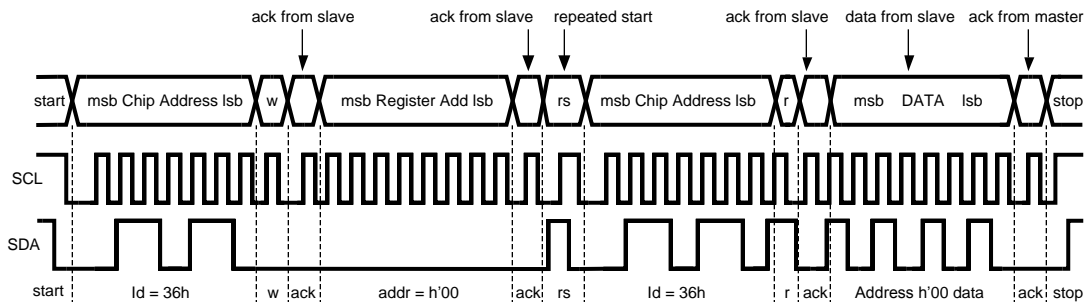 ack from slave ack from slave repeated start ack from slave data from slave ack from master
start msb Chip Address lsb w msb Register Add lsb rs msb Chip Address lsb r msb DATA lsb stop
SCL
SDA
start Id = 36h w ack addr = h'00 ack rs Id = 36h r ack Address h'00 data ack stop